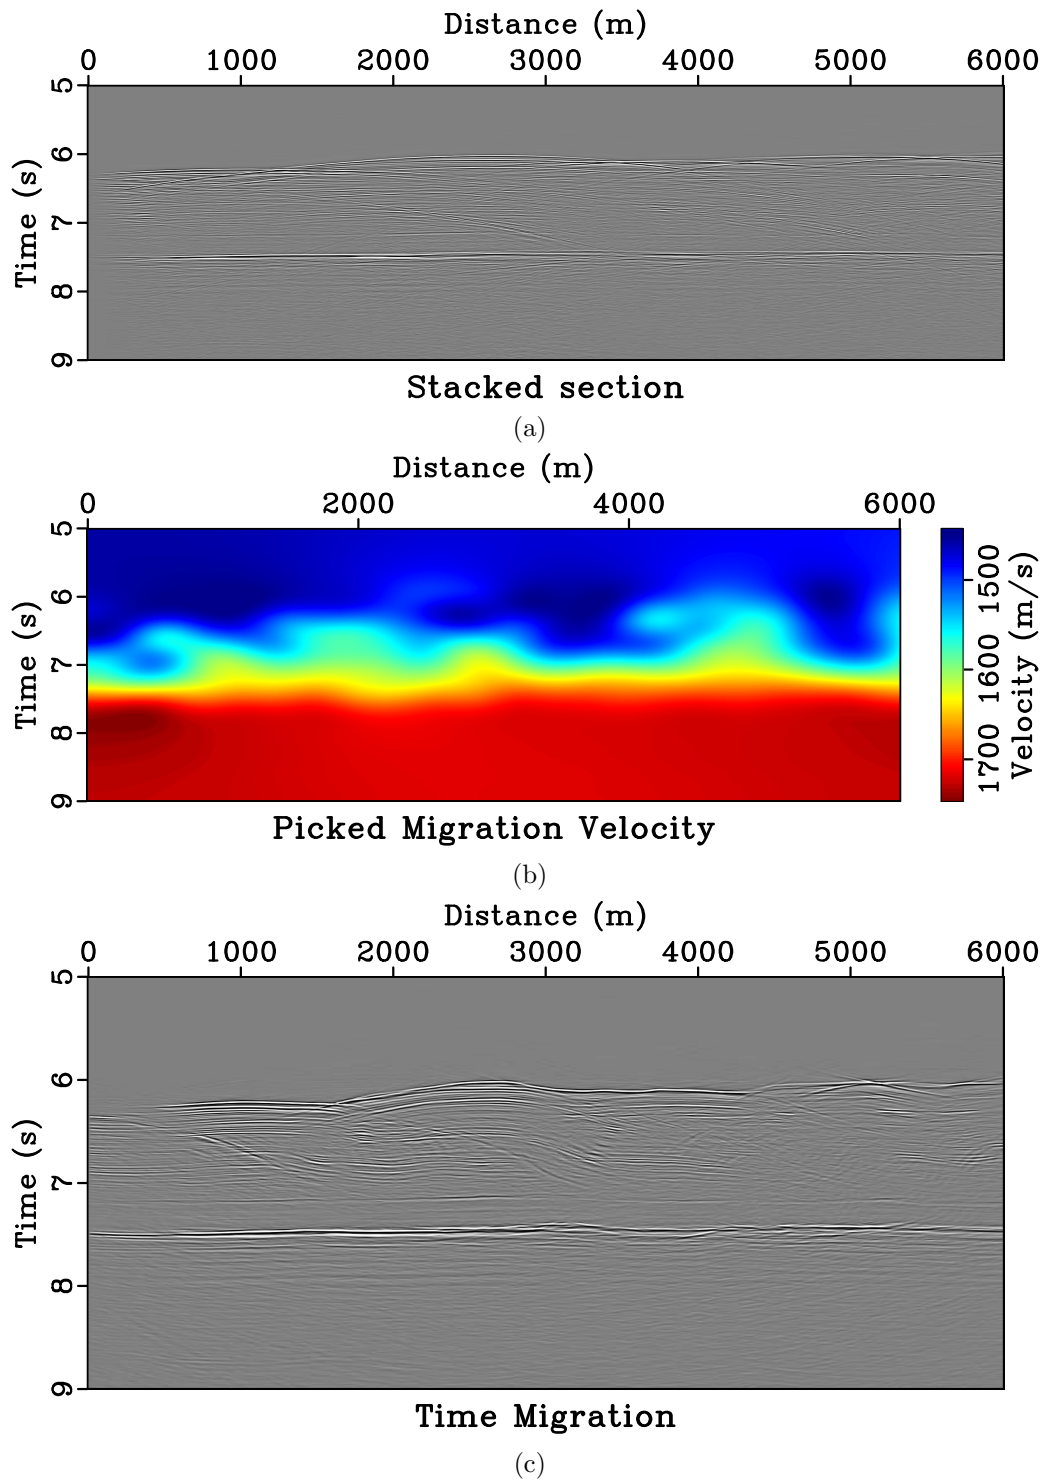 Distance (m)
0 1000 2000 3000 4000 5000 6000
5
6
7
8
9
Time (s)
Stacked section
(a)
Distance (m)
0 2000 4000 6000
5
6
7
8
9
Time (s)
1500
1600
1700
Velocity (m/s)
Picked Migration Velocity
(b)
Distance (m)
0 1000 2000 3000 4000 5000 6000
5
6
7
8
9
Time (s)
Time Migration
(c)